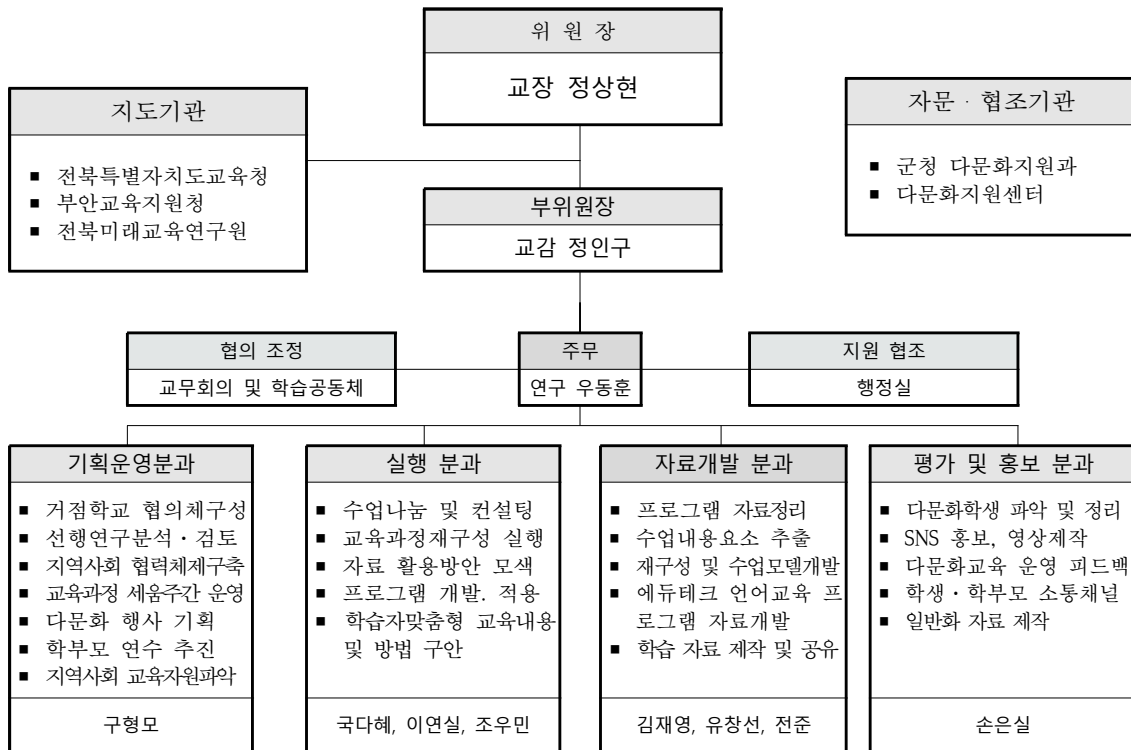 위 원 장
교장 정상현
지도기관
▪ 전북특별자치도교육청
▪ 부안교육지원청
▪ 전북미래교육연구원
자문 · 협조기관
▪ 군청 다문화지원과
▪ 다문화지원센터
부위원장
교감 정인구
협의 조정
교무회의 및 학습공동체
주무
연구 우동훈
지원 협조
행정실
기획운영분과
▪ 거점학교 협의체구성
▪ 선행연구분석·검토
▪ 지역사회 협력체제구축
▪ 교육과정 세움주간 운영
▪ 다문화 행사 기획
▪ 학부모 연수 추진
▪ 지역사회 교육자원파악
구형모
실행 분과
▪ 수업나눔 및 컨설팅
▪ 교육과정재구성 실행
▪ 자료 활용방안 모색
▪ 프로그램 개발. 적용
▪ 학습자맞춤형 교육내용
및 방법 구안
국다혜, 이연실, 조우민
자료개발 분과
▪ 프로그램 자료정리
▪ 수업내용요소 추출
▪ 재구성 및 수업모델개발
▪ 에듀테크 언어교육 프
로그램 자료개발
▪ 학습 자료 제작 및 공유
김재영, 유창선, 전준
평가 및 홍보 분과
▪ 다문화학생 파악 및 정리
▪ SNS 홍보, 영상제작
▪ 다문화교육 운영 피드백
▪ 학생·학부모 소통채널
▪ 일반화 자료 제작
손은실